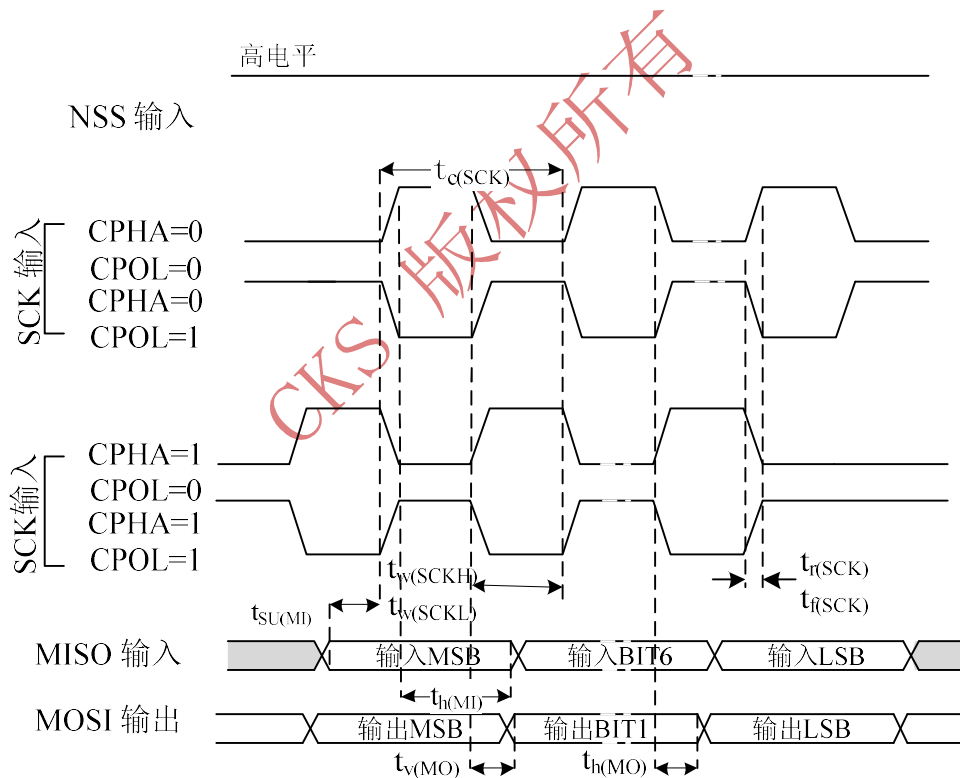 高电平
NSS 输入
tc(SCK)
SCK 输入
CPHA=0
CPOL=0
CPHA=0
CPOL=1
CKS 版权所有
SCK输入
CPHA=1
CPOL=0
CPHA=1
CPOL=1
tw(SCKH)
tw(SCKL)
tr(SCK)
tf(SCK)
tSU(MI)
MISO 输入
输入MSB
输入BIT6
输入LSB
th(MI)
MOSI 输出
输出MSB
输出BIT1
输出LSB
tv(MO)
th(MO)